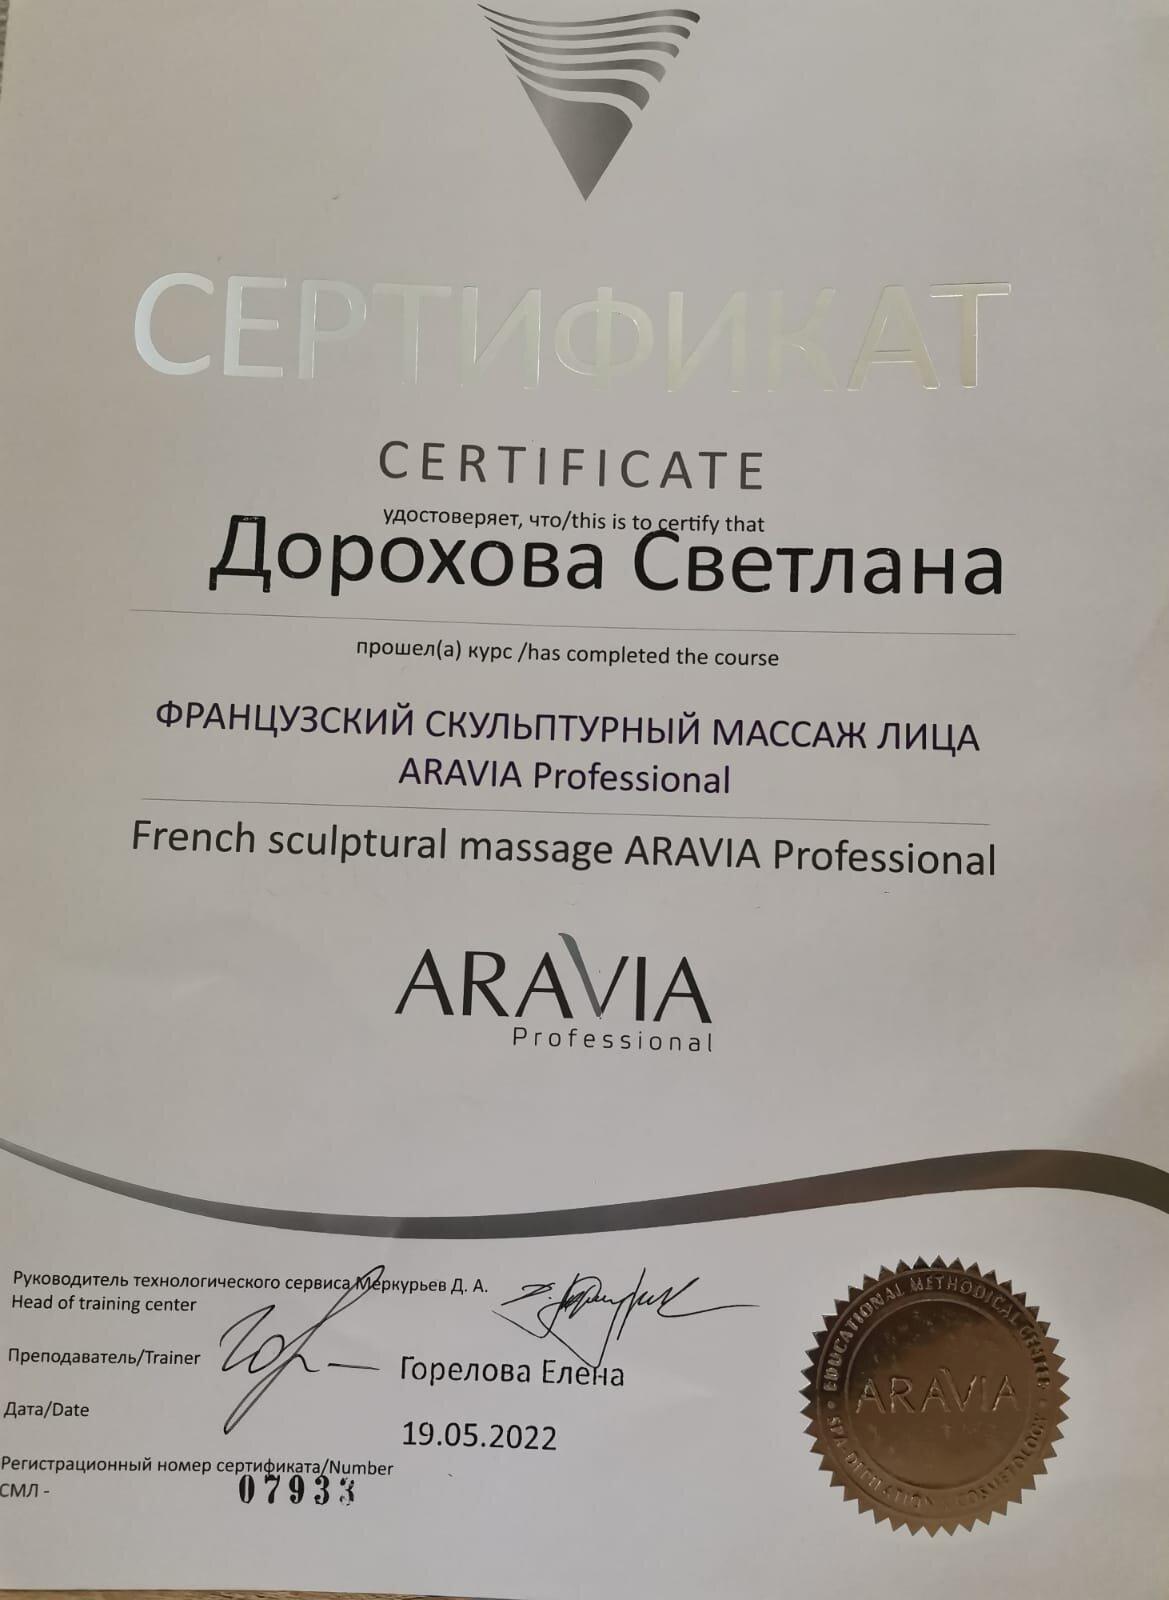 СЕРТИФИКАТ
CERTIFICATE
удостоверяет, что/this is to certify that
Дорохова Светлана
прошел(а) курс /has completed the course
ФРАНЦУЗСКИЙ СКУЛЬПТУРНЫЙ МАССАЖ ЛИЦА
ARAVIA Professional
French sculptural massage ARAVIA Professional
ARAVIA
Professional
Руководитель технологического сервиса Меркурьев Д. А.
Head of training center
Преподаватель/Trainer
Горелова Елена
Дата/Date
19.05.2022
Регистрационный номер сертификата/Number
СМЛ - 07933
EDUCATIONAL METHODICAL CENTER
ARAVIA
SPA-DEPILATION COSMETOLOGY